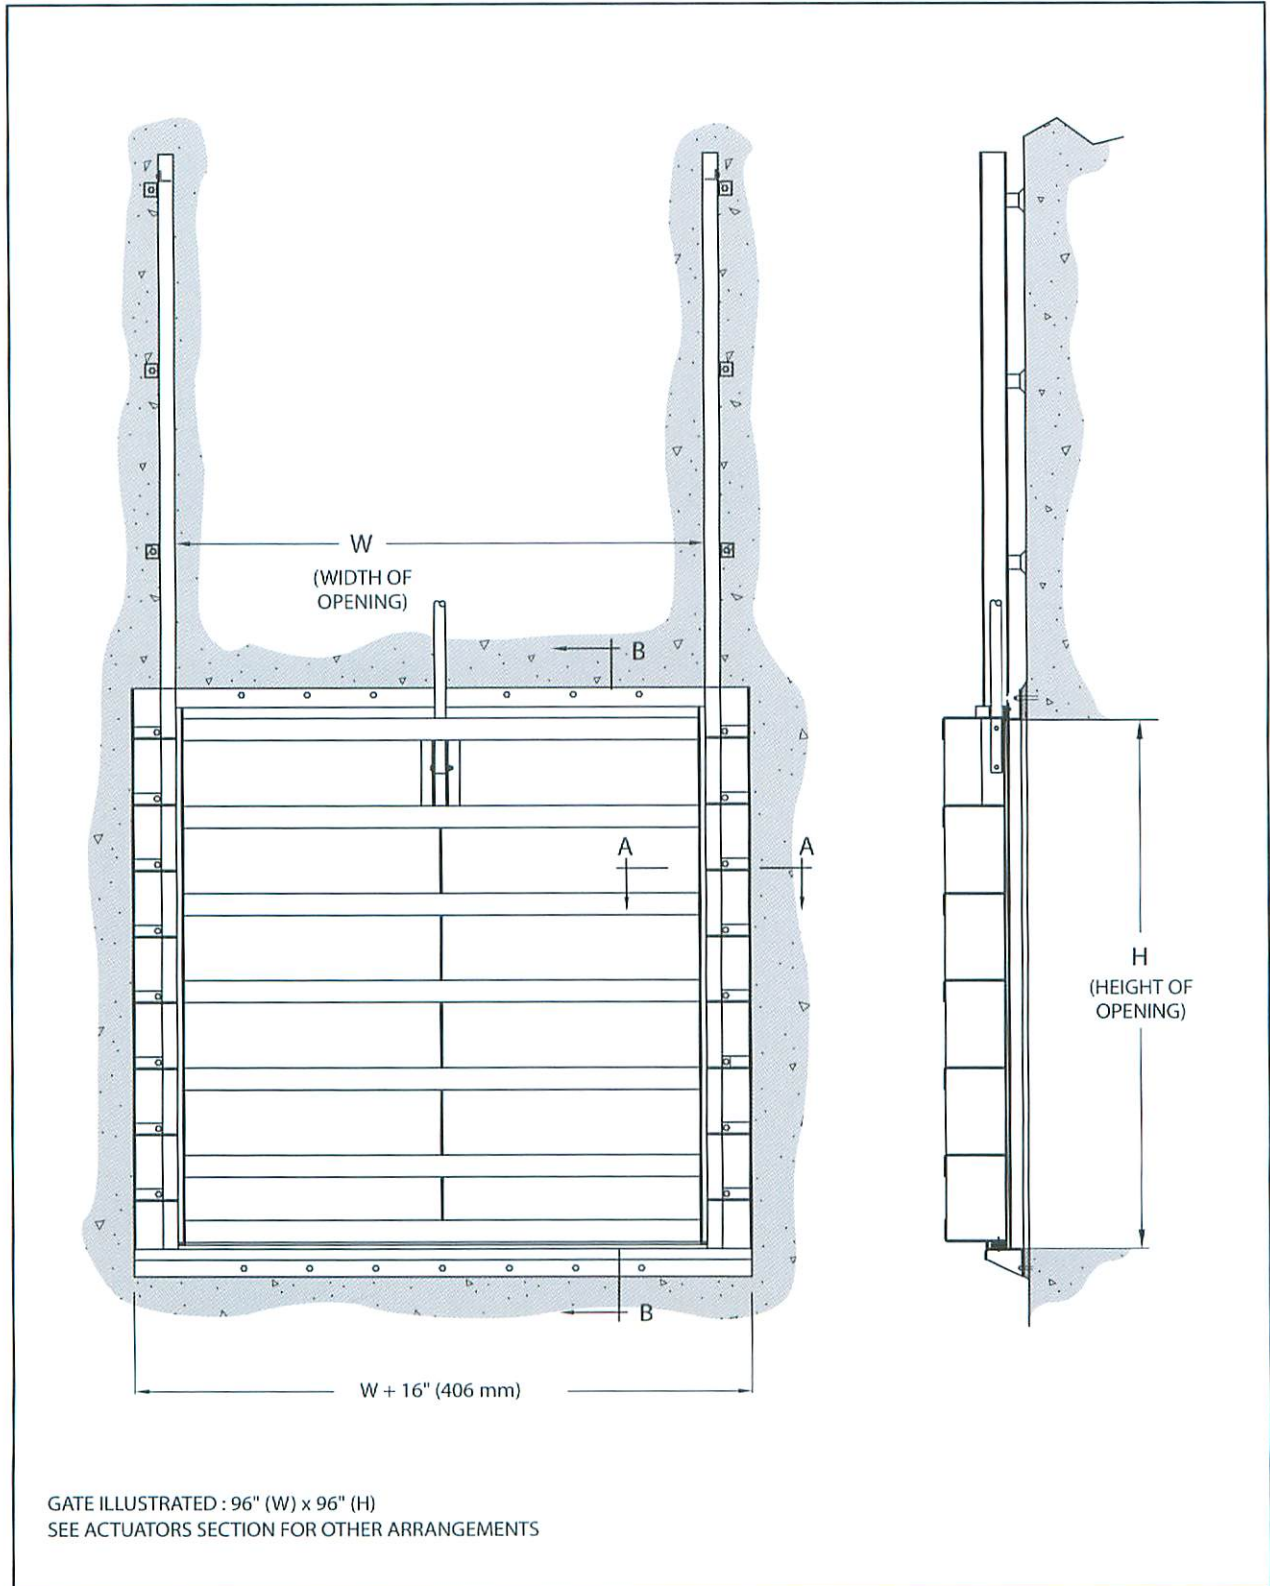 W
(WIDTH OF
OPENING)
B
A
A
H
(HEIGHT OF
OPENING)
B
W + 16" (406 mm)
GATE ILLUSTRATED : 96" (W) x 96" (H)
SEE ACTUATORS SECTION FOR OTHER ARRANGEMENTS